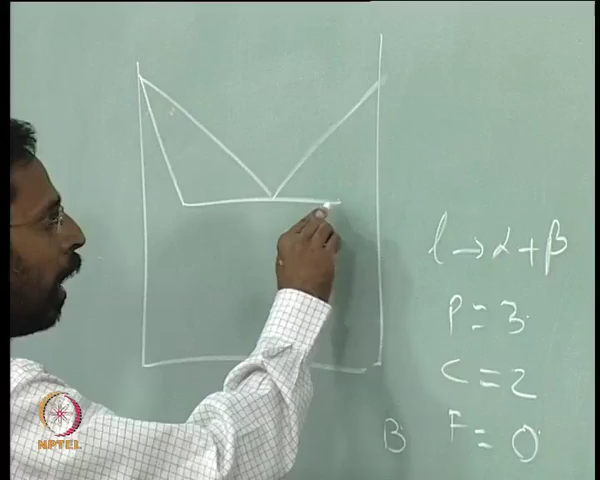 l → α + β
P = 3
C = 2
F = 0
B
NPTEL